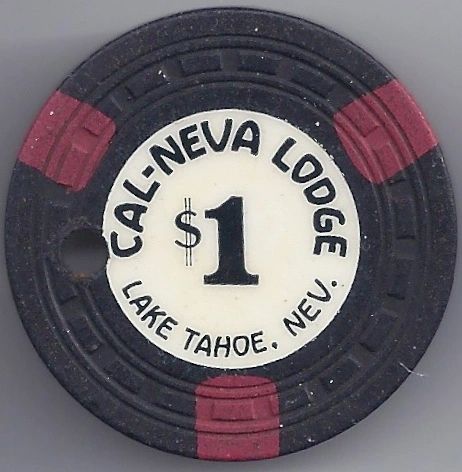 CAL-NEVA LODGE
$1
LAKE TAHOE, NEV.